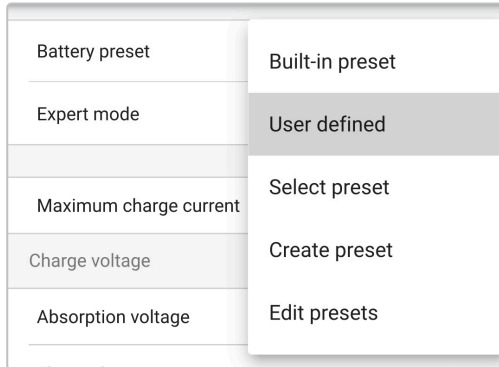 Battery preset
Expert mode
Maximum charge current
Charge voltage
Absorption voltage
Built-in preset
User defined
Select preset
Create preset
Edit presets